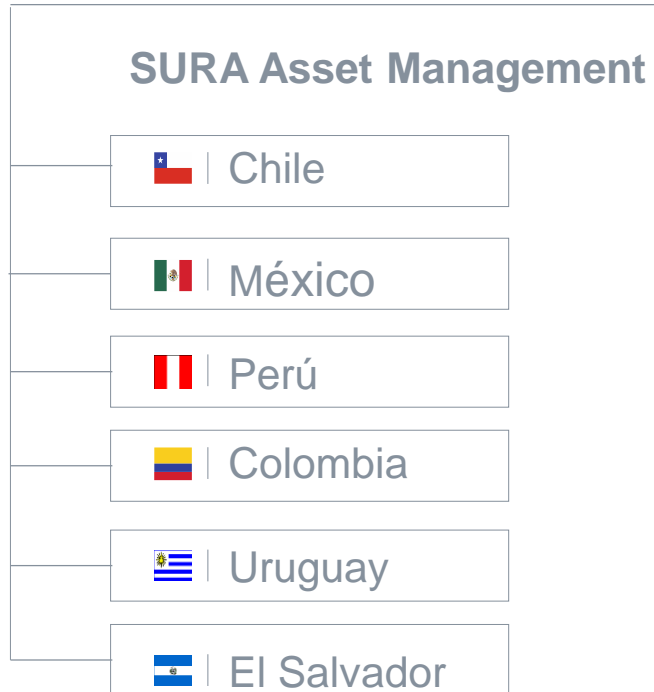 SURA Asset Management
Chile
México
Perú
Colombia
Uruguay
El Salvador